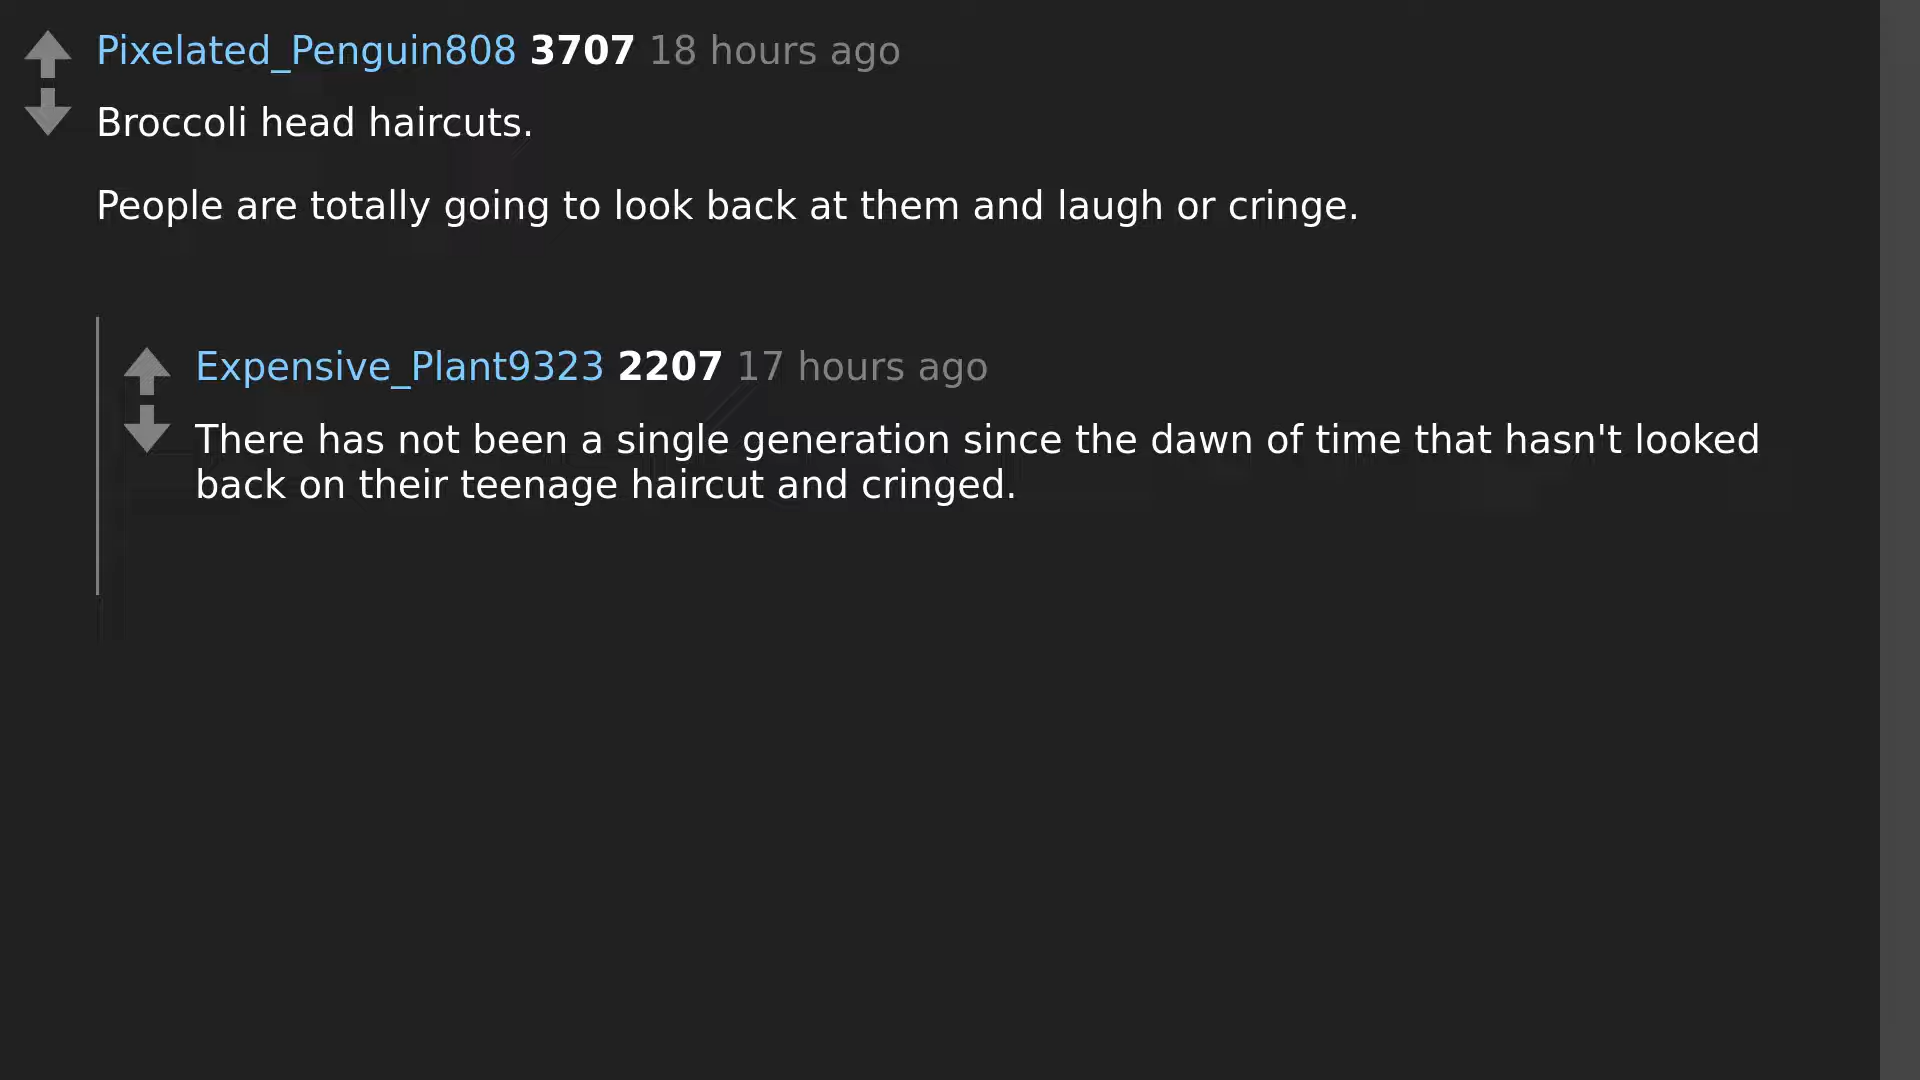 Pixelated_Penguin808 3707 18 hours ago
Broccoli head haircuts.
People are totally going to look back at them and laugh or cringe.
Expensive_Plant9323 2207 17 hours ago
There has not been a single generation since the dawn of time that hasn't looked
back on their teenage haircut and cringed.